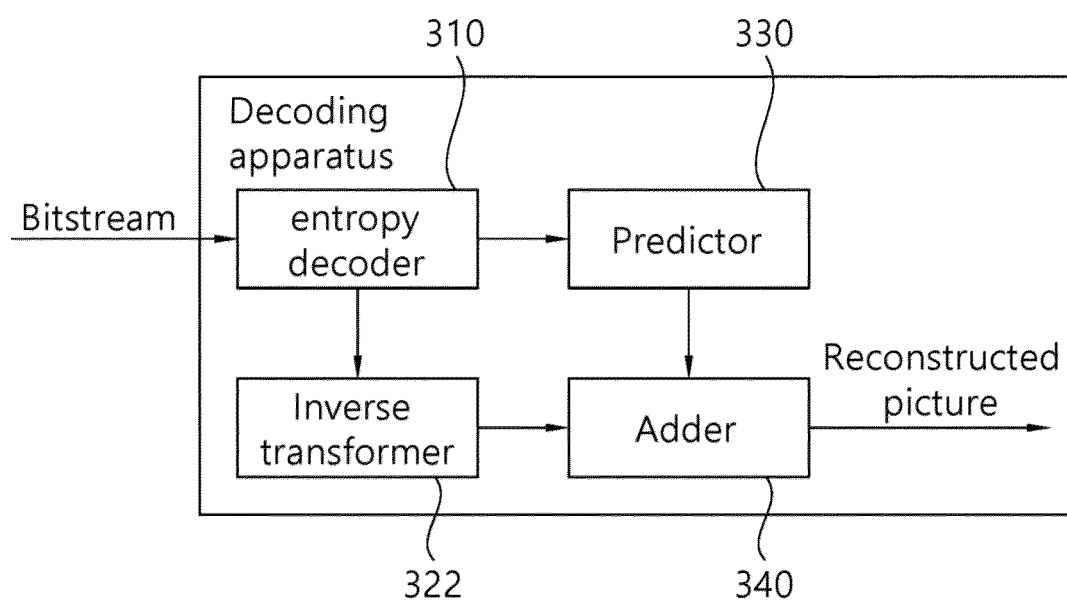 310
330
Decoding
apparatus
Bitstream
entropy
decoder
Predictor
Inverse
transformer
Adder
Reconstructed
picture
322
340